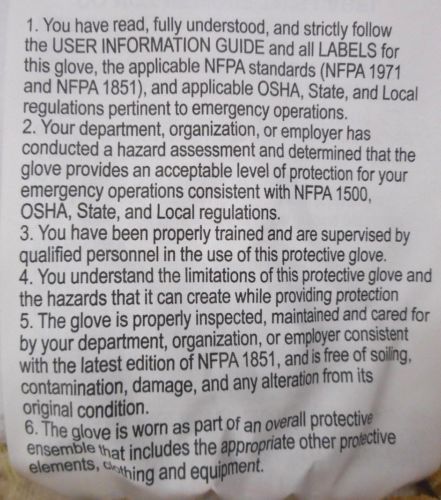 1. You have read, fully understood, and strictly follow
the USER INFORMATION GUIDE and all LABELS for
this glove, the applicable NFPA standards (NFPA 1971
and NFPA 1851), and applicable OSHA, State, and Local
regulations pertinent to emergency operations.
2. Your department, organization, or employer has
conducted a hazard assessment and determined that the
glove provides an acceptable level of protection for your
emergency operations consistent with NFPA 1500,
OSHA, State, and Local regulations.
3. You have been properly trained and are supervised by
qualified personnel in the use of this protective glove.
4. You understand the limitations of this protective glove and
the hazards that it can create while providing protection
5. The glove is properly inspected, maintained and cared for
by your department, organization, or employer consistent
with the latest edition of NFPA 1851, and is free of soiling,
contamination, damage, and any alteration from its
original condition.
6. The glove is worn as part of an overall protective
ensemble that includes the appropriate other protective
elements, clothing and equipment.